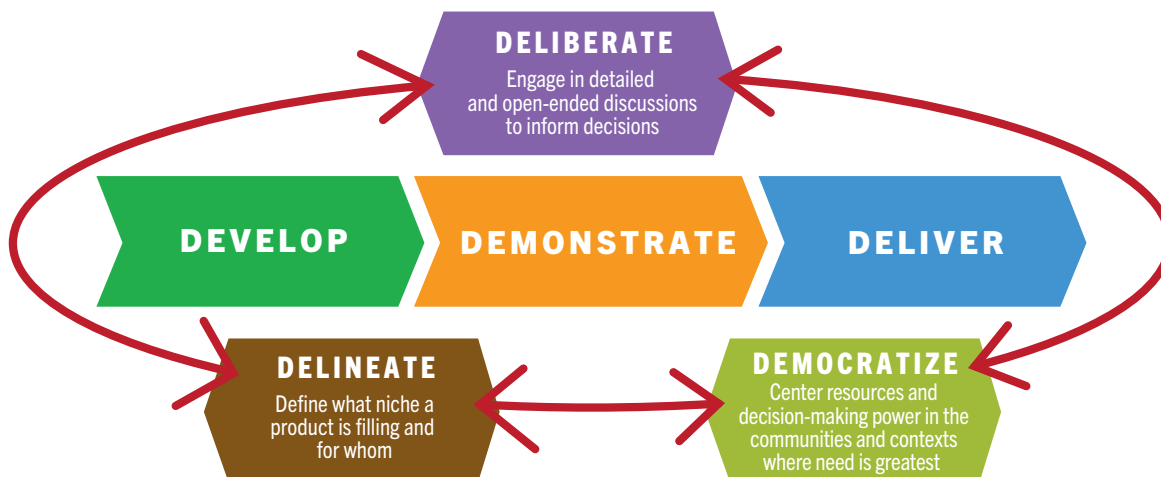 DELIBERATE
Engage in detailed
and open-ended discussions
to inform decisions
DEVELOP
DEMONSTRATE
DELIVER
DELINEATE
Define what niche a
product is filling and
for whom
DEMOCRATIZE
Center resources and
decision-making power in the
communities and contexts
where need is greatest